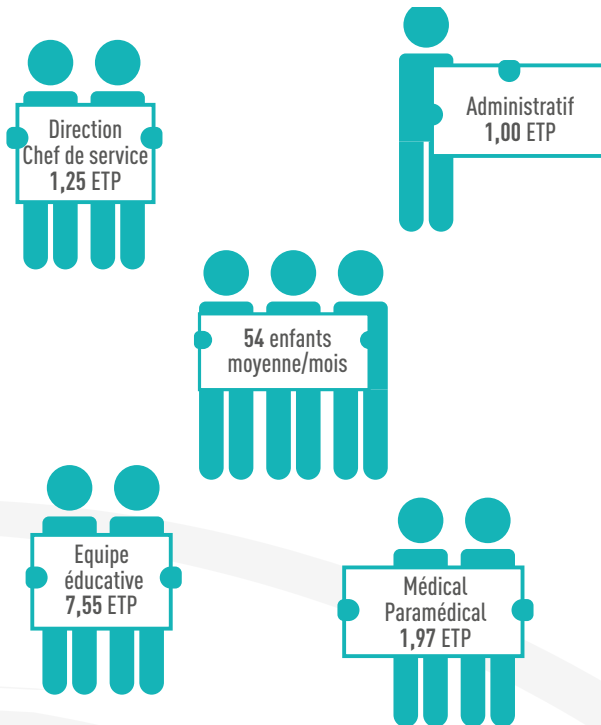 Direction
Chef de service
1,25 ETP
Administratif
1,00 ETP
54 enfants
moyenne/mois
Equipe
éducative
7,55 ETP
Médical
Paramédical
1,97 ETP